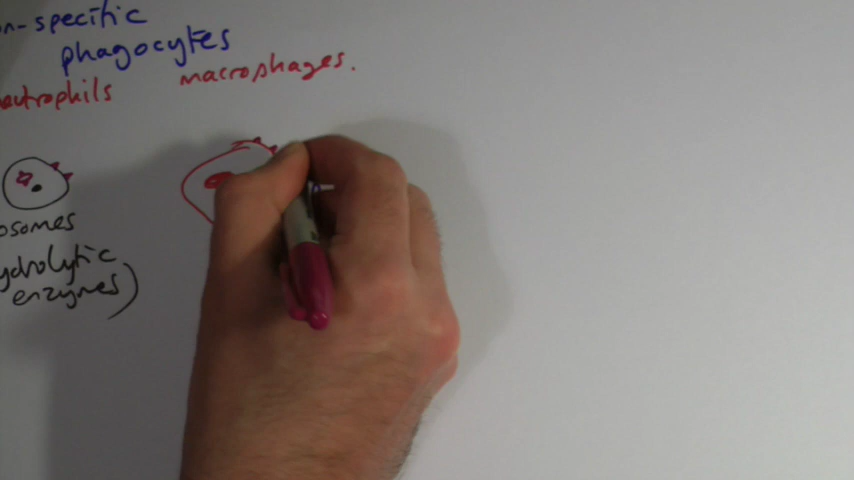 n-specific
phagocytes
eutrophils macrophages.
osomes
ydrolytic
enzymes)